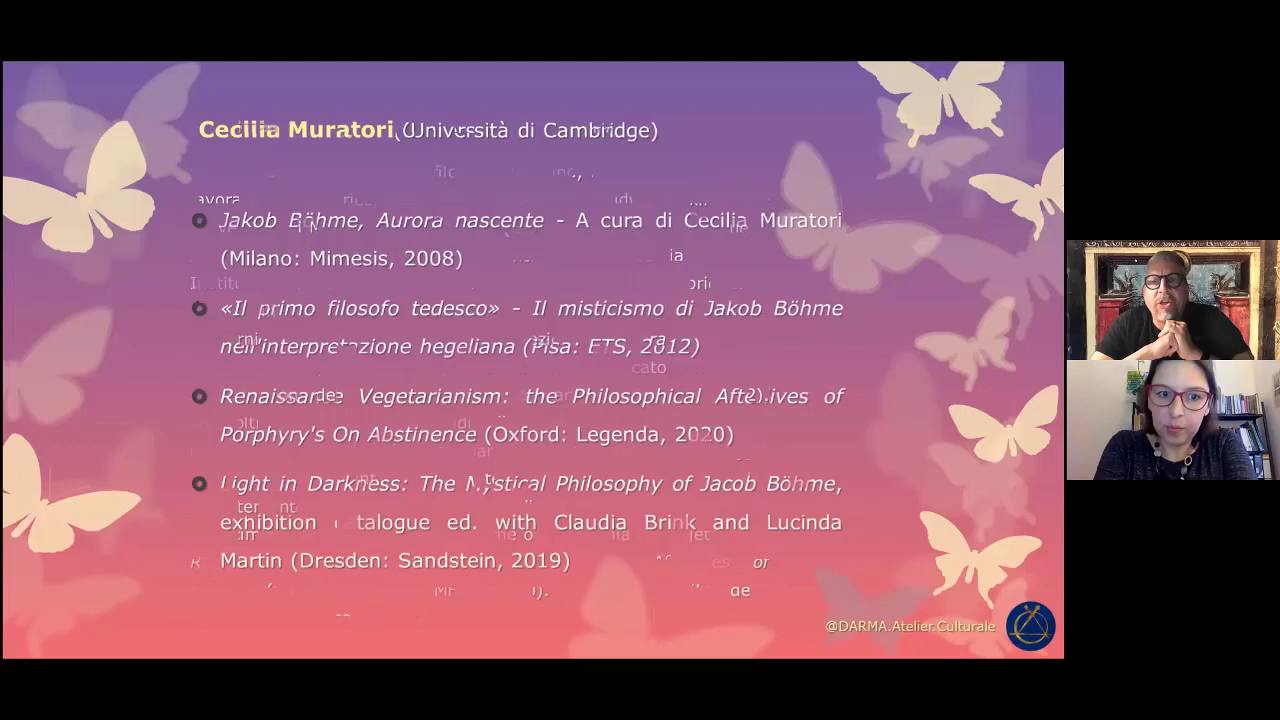 Cecilia Muratori (Università di Cambridge)
Jakob Böhme, Aurora nascente - A cura di Cecilia Muratori
(Milano: Mimesis, 2008)
«Il primo filosofo tedesco» - Il misticismo di Jakob Böhme
nell'interpretazione hegeliana (Pisa: ETS, 2012)
Renaissance Vegetarianism: the Philosophical Afterlives of
Porphyry's On Abstinence (Oxford: Legenda, 2020)
Light in Darkness: The Mystical Philosophy of Jacob Böhme,
exhibition catalogue ed. with Claudia Brink and Lucinda
Martin (Dresden: Sandstein, 2019)
@DARMA.Atelier.Culturale